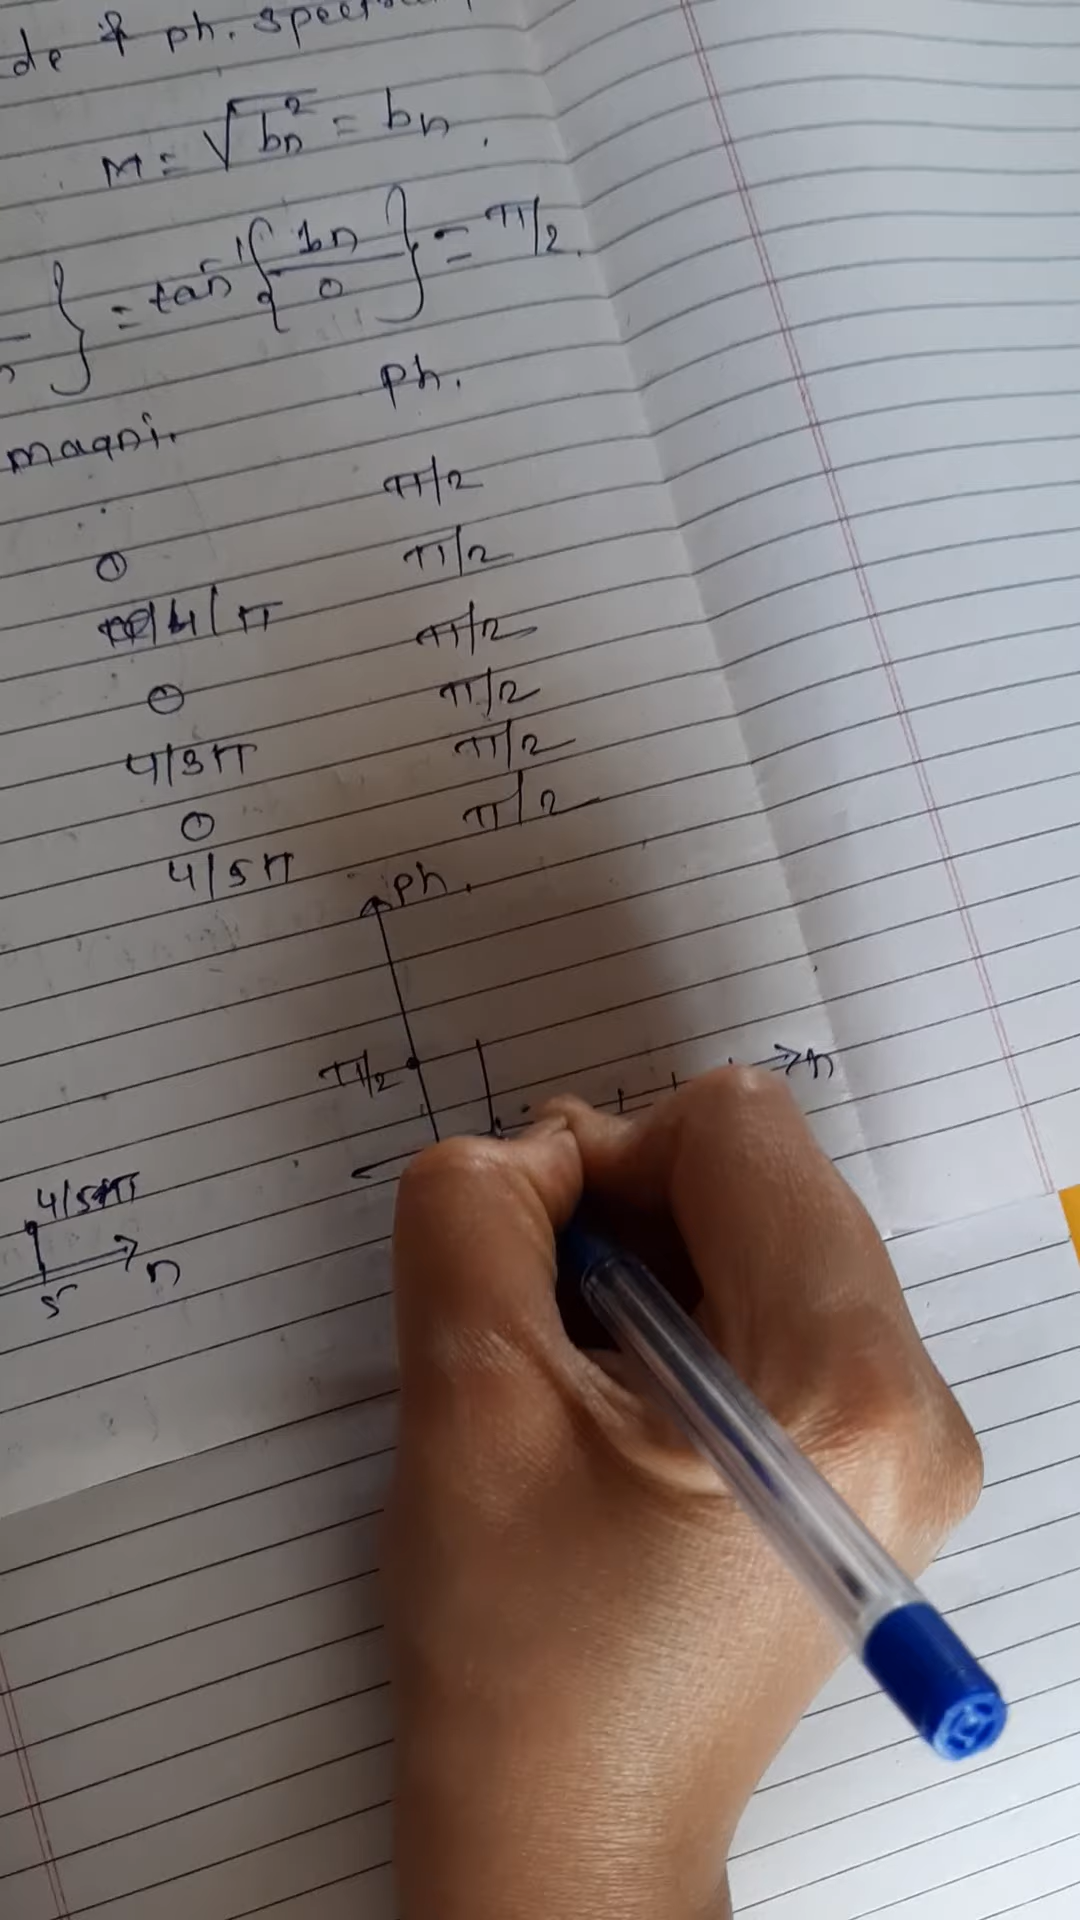 de & ph.
M = √bn² = bn.
} = tan⁻¹ { bn / 0 } = π/2.
magni. ph.
π/2
0 π/2
4/π π/2
0 π/2
4/3π π/2
0 π/2
4/5π
ph.
π/2
n
4/5π
n
5